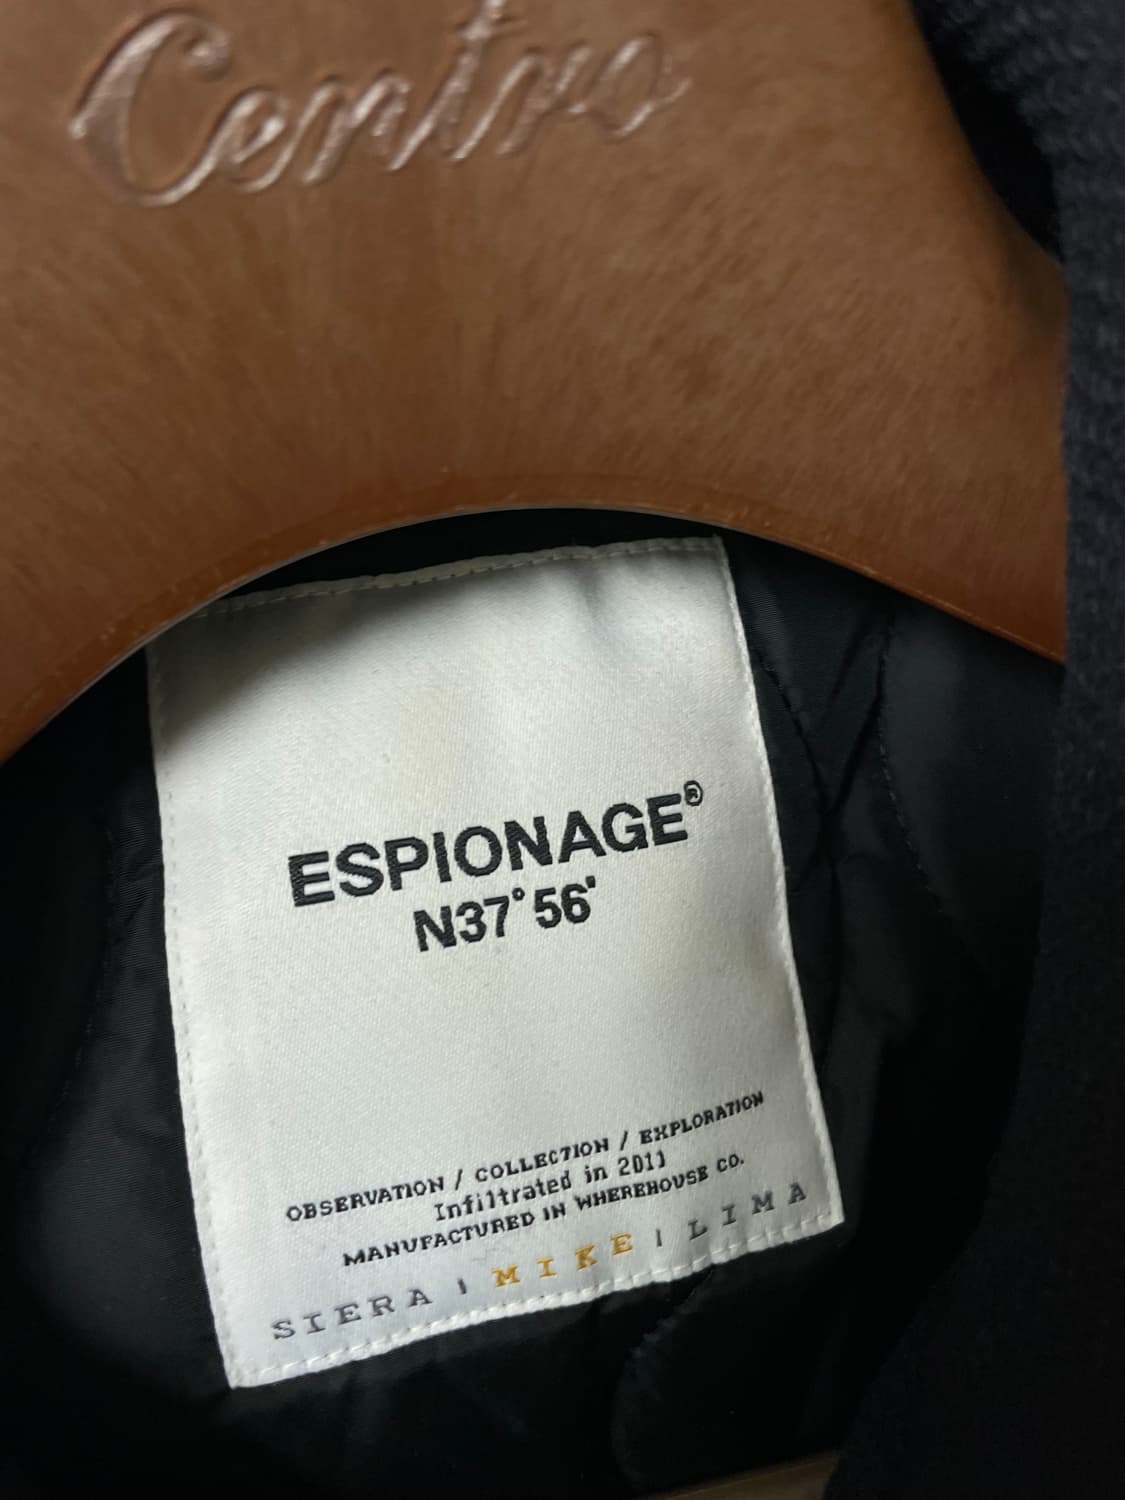 Centro
ESPIONAGE®
N37°56'
OBSERVATION / COLLECTION / EXPLORATION
Infiltrated in 2011
MANUFACTURED IN WHEREHOUSE CO.
SIERA | MIKE | LIMA